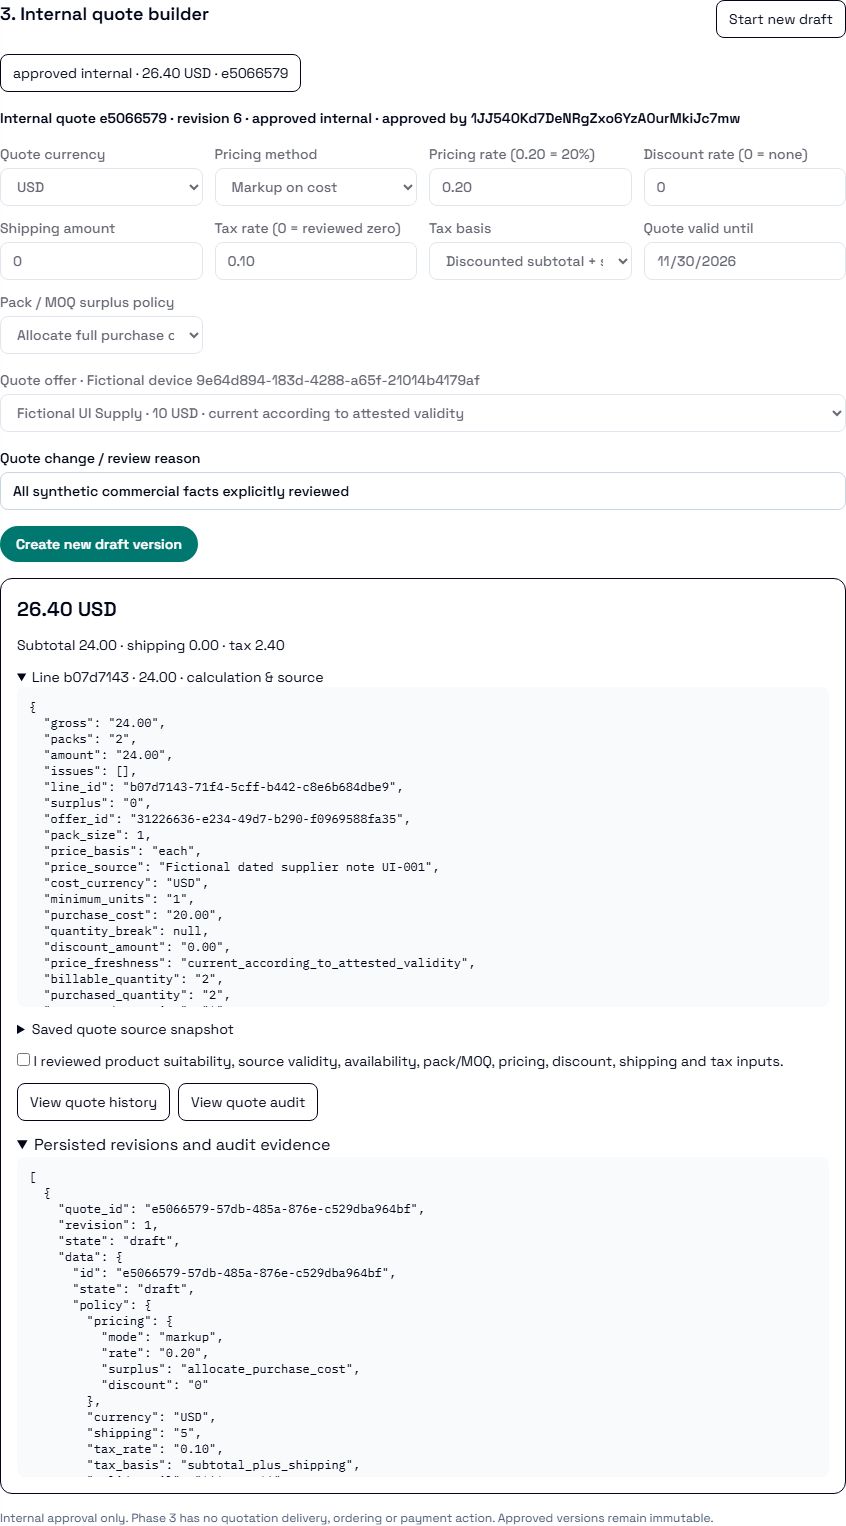 3. Internal quote builder
Start new draft
approved internal · 26.40 USD · e5066579
Internal quote e5066579 · revision 6 · approved internal · approved by 1JJ540Kd7DeNRgZxo6YzA0urMkiJc7mw
Quote currency
Pricing method
Pricing rate (0.20 = 20%)
Discount rate (0 = none)
USD
Markup on cost
0.20
0
Shipping amount
Tax rate (0 = reviewed zero)
Tax basis
Quote valid until
0
0.10
Discounted subtotal + s
11/30/2026
Pack / MOQ surplus policy
Allocate full purchase c
Quote offer · Fictional device 9e64d894-183d-4288-a65f-21014b4179af
Fictional UI Supply · 10 USD · current according to attested validity
Quote change / review reason
All synthetic commercial facts explicitly reviewed
Create new draft version
26.40 USD
Subtotal 24.00 · shipping 0.00 · tax 2.40
▼ Line b07d7143 · 24.00 · calculation & source
{
"gross": "24.00",
"packs": "2",
"amount": "24.00",
"issues": [],
"line_id": "b07d7143-71f4-5cff-b442-c8e6b684dbe9",
"surplus": "0",
"offer_id": "31226636-e234-49d7-b290-f0969588fa35",
"pack_size": 1,
"price_basis": "each",
"price_source": "Fictional dated supplier note UI-001",
"cost_currency": "USD",
"minimum_units": "1",
"purchase_cost": "20.00",
"quantity_break": null,
"discount_amount": "0.00",
"price_freshness": "current_according_to_attested_validity",
"billable_quantity": "2",
"purchased_quantity": "2",
▶ Saved quote source snapshot
I reviewed product suitability, source validity, availability, pack/MOQ, pricing, discount, shipping and tax inputs.
View quote history
View quote audit
▼ Persisted revisions and audit evidence
[
{
"quote_id": "e5066579-57db-485a-876e-c529dba964bf",
"revision": 1,
"state": "draft",
"data": {
"id": "e5066579-57db-485a-876e-c529dba964bf",
"state": "draft",
"policy": {
"pricing": {
"mode": "markup",
"rate": "0.20",
"surplus": "allocate_purchase_cost",
"discount": "0"
},
"currency": "USD",
"shipping": "5",
"tax_rate": "0.10",
"tax_basis": "subtotal_plus_shipping",
Internal approval only. Phase 3 has no quotation delivery, ordering or payment action. Approved versions remain immutable.